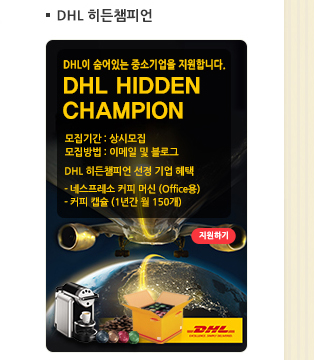 DHL 히든챔피언
DHL이 숨어있는 중소기업을 지원합니다.
DHL HIDDEN
CHAMPION
모집기간 : 상시모집
모집방법 : 이메일 및 블로그
DHL 히든챔피언 선정 기업 혜택
- 네스프레소 커피 머신 (Office용)
- 커피 캡슐 (1년간 월 150개)
지원하기
DHL